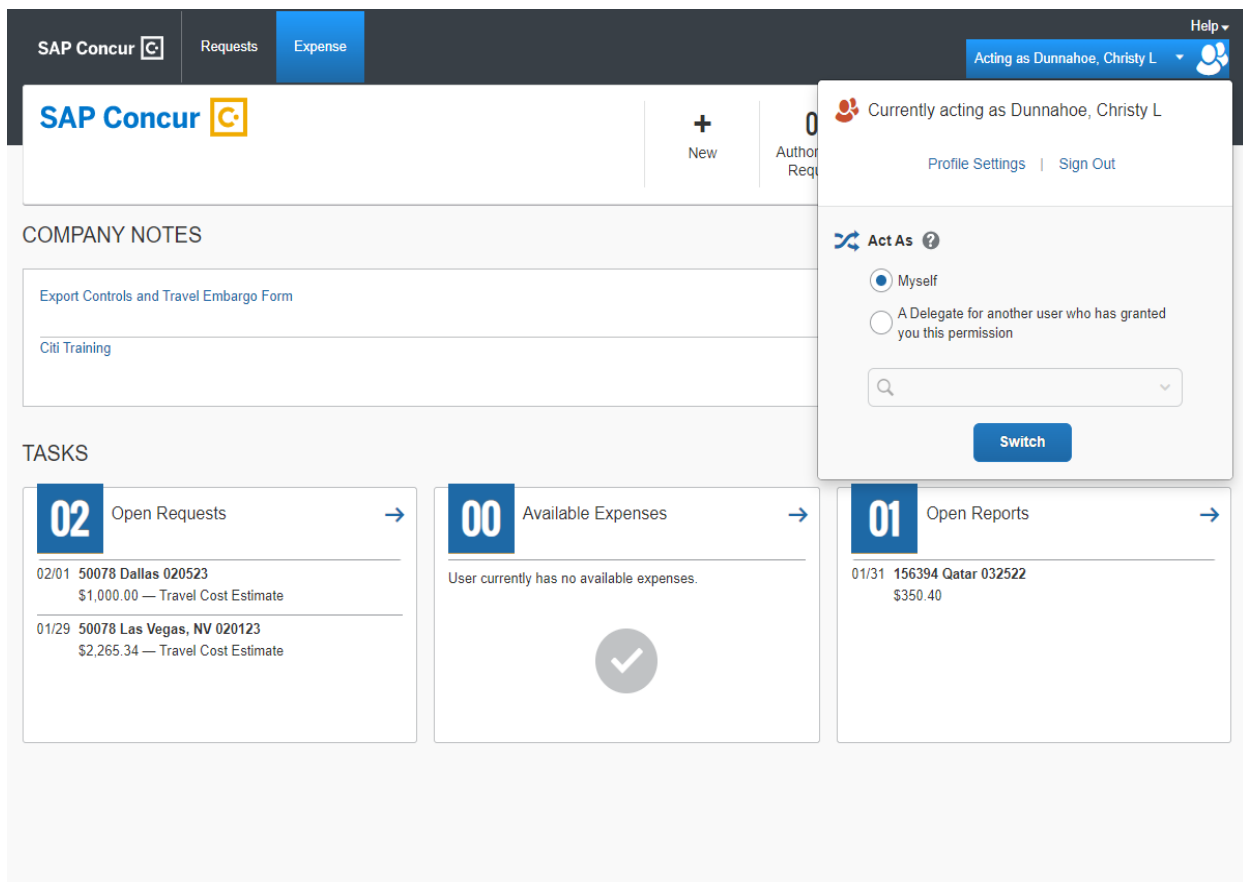 Help
SAP Concur
Requests
Expense
Acting as Dunnahoe, Christy L
SAP Concur
+
New
0
Author
Requ
Currently acting as Dunnahoe, Christy L
Profile Settings | Sign Out
COMPANY NOTES
Export Controls and Travel Embargo Form
Citi Training
Act As ?
Myself
A Delegate for another user who has granted
you this permission
Switch
TASKS
02 Open Requests
02/01 50078 Dallas 020523
$1,000.00 — Travel Cost Estimate
01/29 50078 Las Vegas, NV 020123
$2,265.34 — Travel Cost Estimate
00 Available Expenses
User currently has no available expenses.
01 Open Reports
01/31 156394 Qatar 032522
$350.40